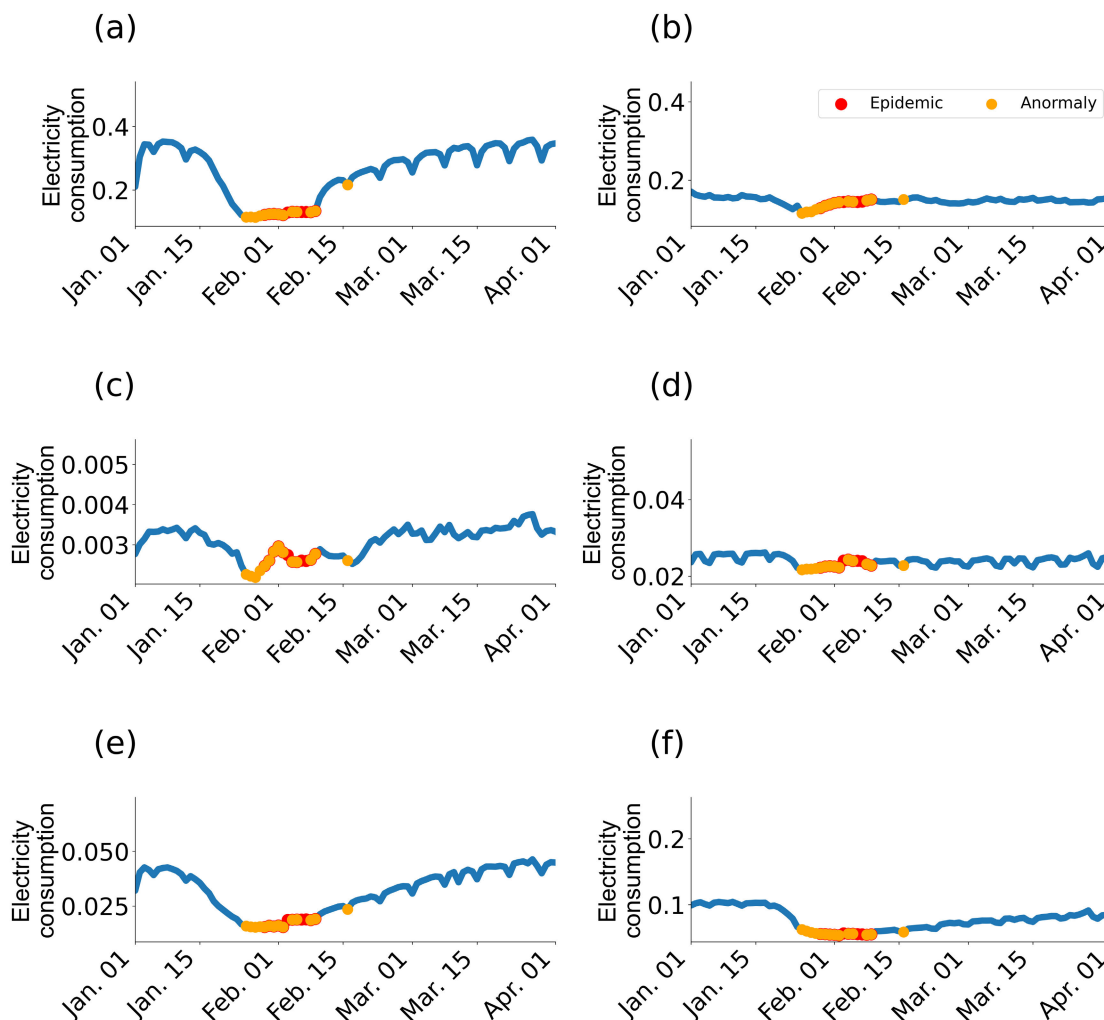 (a)
Electricity
consumption
0.4
0.2
Jan. 01
Jan. 15
Feb. 01
Feb. 15
Mar. 01
Mar. 15
Apr. 01
(b)
Epidemic
Anormaly
Electricity
consumption
0.4
0.2
Jan. 01
Jan. 15
Feb. 01
Feb. 15
Mar. 01
Mar. 15
Apr. 01
(c)
Electricity
consumption
0.005
0.004
0.003
Jan. 01
Jan. 15
Feb. 01
Feb. 15
Mar. 01
Mar. 15
Apr. 01
(d)
Electricity
consumption
0.04
0.02
Jan. 01
Jan. 15
Feb. 01
Feb. 15
Mar. 01
Mar. 15
Apr. 01
(e)
Electricity
consumption
0.050
0.025
Jan. 01
Jan. 15
Feb. 01
Feb. 15
Mar. 01
Mar. 15
Apr. 01
(f)
Electricity
consumption
0.2
0.1
Jan. 01
Jan. 15
Feb. 01
Feb. 15
Mar. 01
Mar. 15
Apr. 01